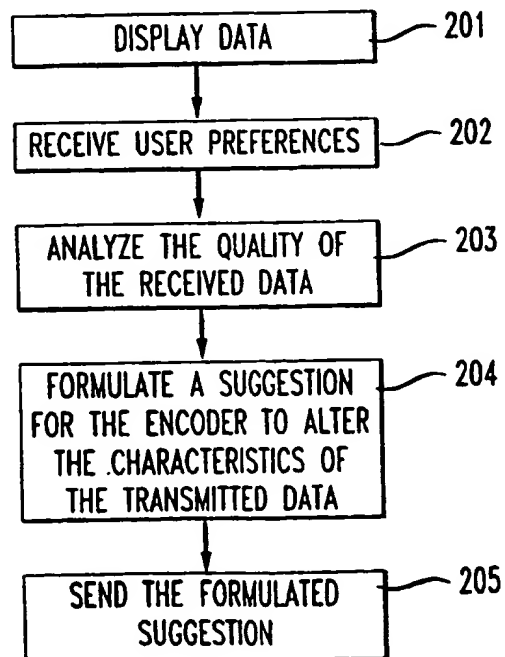 DISPLAY DATA
201
RECEIVE USER PREFERENCES
202
ANALYZE THE QUALITY OF
THE RECEIVED DATA
203
FORMULATE A SUGGESTION
FOR THE ENCODER TO ALTER
THE .CHARACTERISTICS OF
THE TRANSMITTED DATA
204
SEND THE FORMULATED
SUGGESTION
205